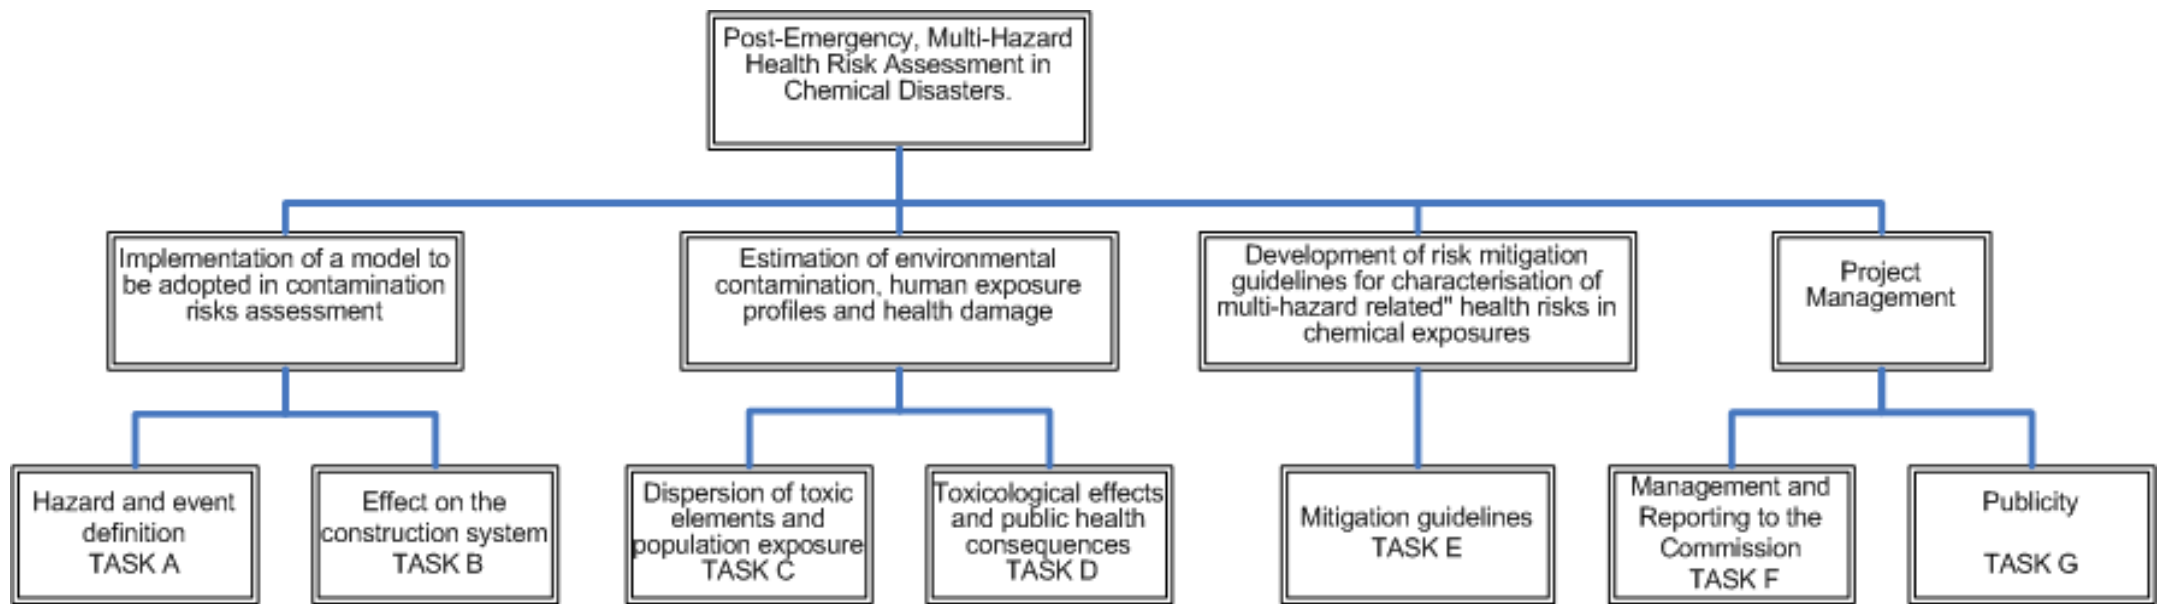 Post-Emergency, Multi-Hazard
Health Risk Assessment in
Chemical Disasters.
Implementation of a model to
be adopted in contamination
risks assessment
Estimation of environmental
contamination, human exposure
profiles and health damage
Development of risk mitigation
guidelines for characterisation of
multi-hazard related" health risks in
chemical exposures
Project
Management
Hazard and event
definition
TASK A
Effect on the
construction system
TASK B
Dispersion of toxic
elements and
population exposure
TASK C
Toxicological effects
and public health
consequences
TASK D
Mitigation guidelines
TASK E
Management and
Reporting to the
Commission
TASK F
Publicity
TASK G